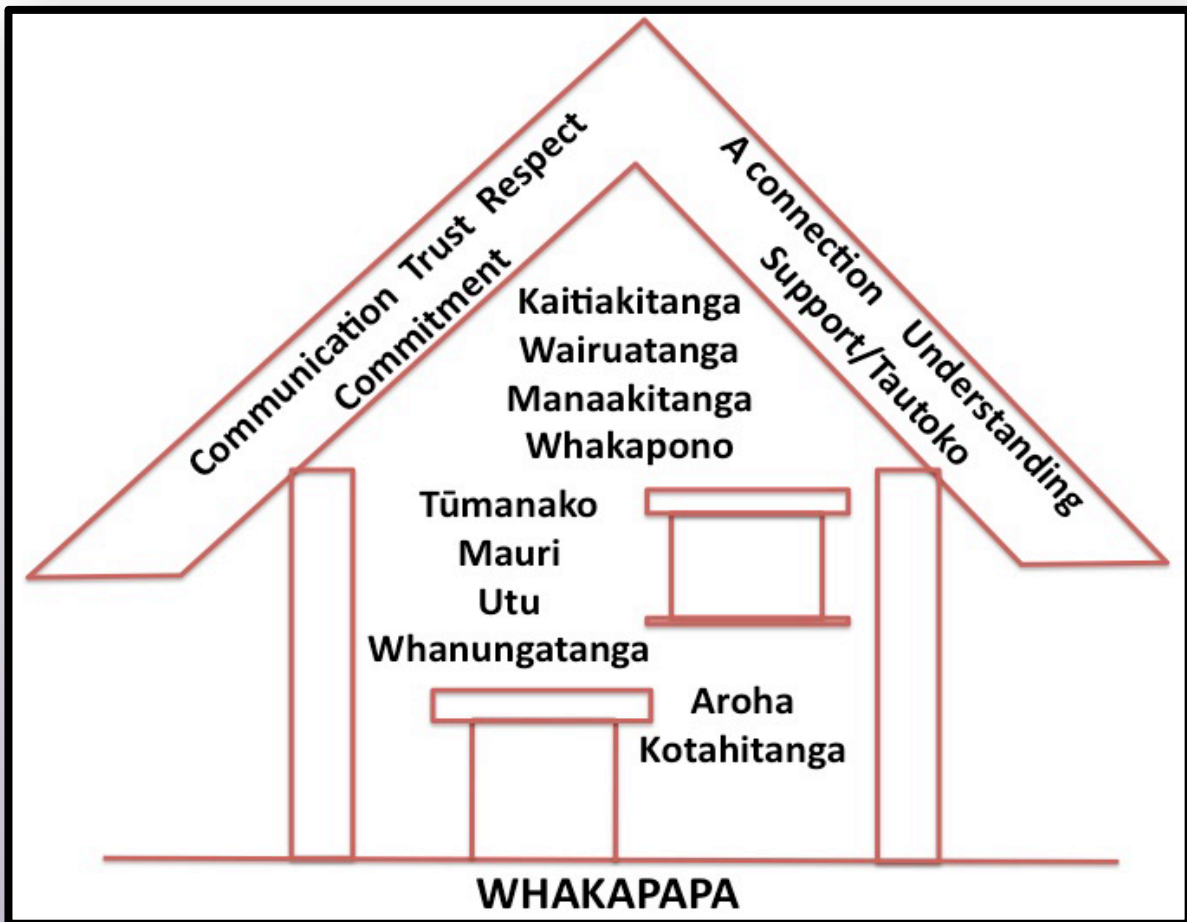 Communication Trust Respect
Commitment
A connection Understanding
Support/Tautoko
Kaitiakitanga
Wairuatanga
Manaakitanga
Whakapono
Tūmanako
Mauri
Utu
Whanungatanga
Aroha
Kotahitanga
WHAKAPAPA